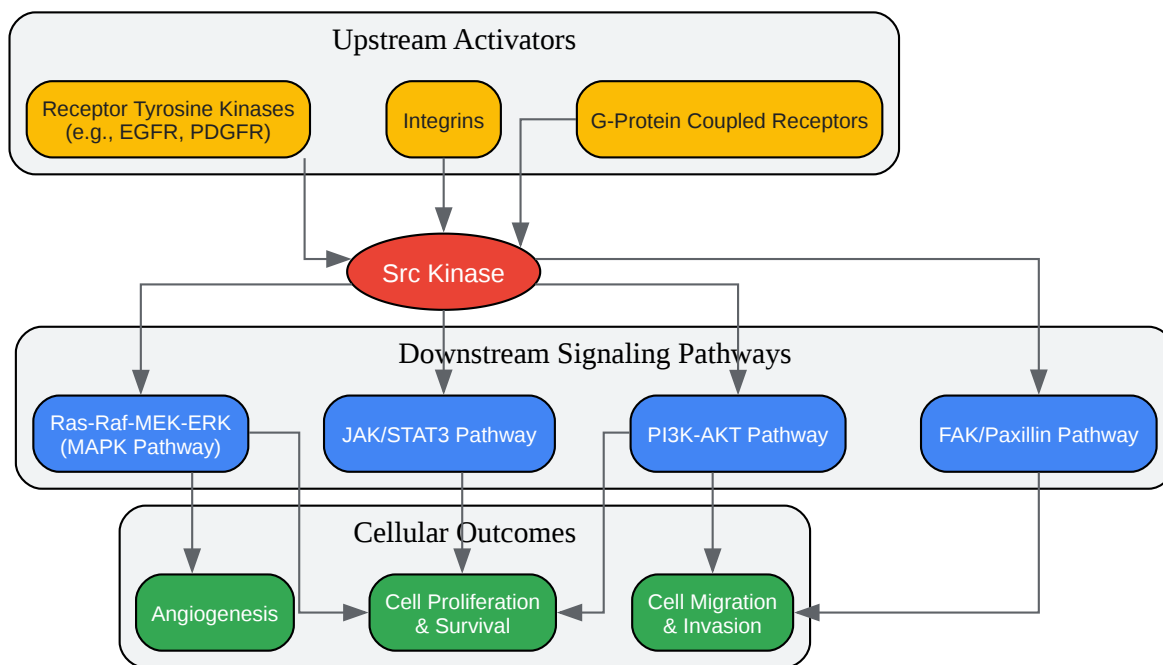 Upstream Activators
Receptor Tyrosine Kinases
(e.g., EGFR, PDGFR)
Integrins
G-Protein Coupled Receptors
Src Kinase
Downstream Signaling Pathways
Ras-Raf-MEK-ERK
(MAPK Pathway)
JAK/STAT3 Pathway
PI3K-AKT Pathway
FAK/Paxillin Pathway
Cellular Outcomes
Angiogenesis
Cell Proliferation
& Survival
Cell Migration
& Invasion